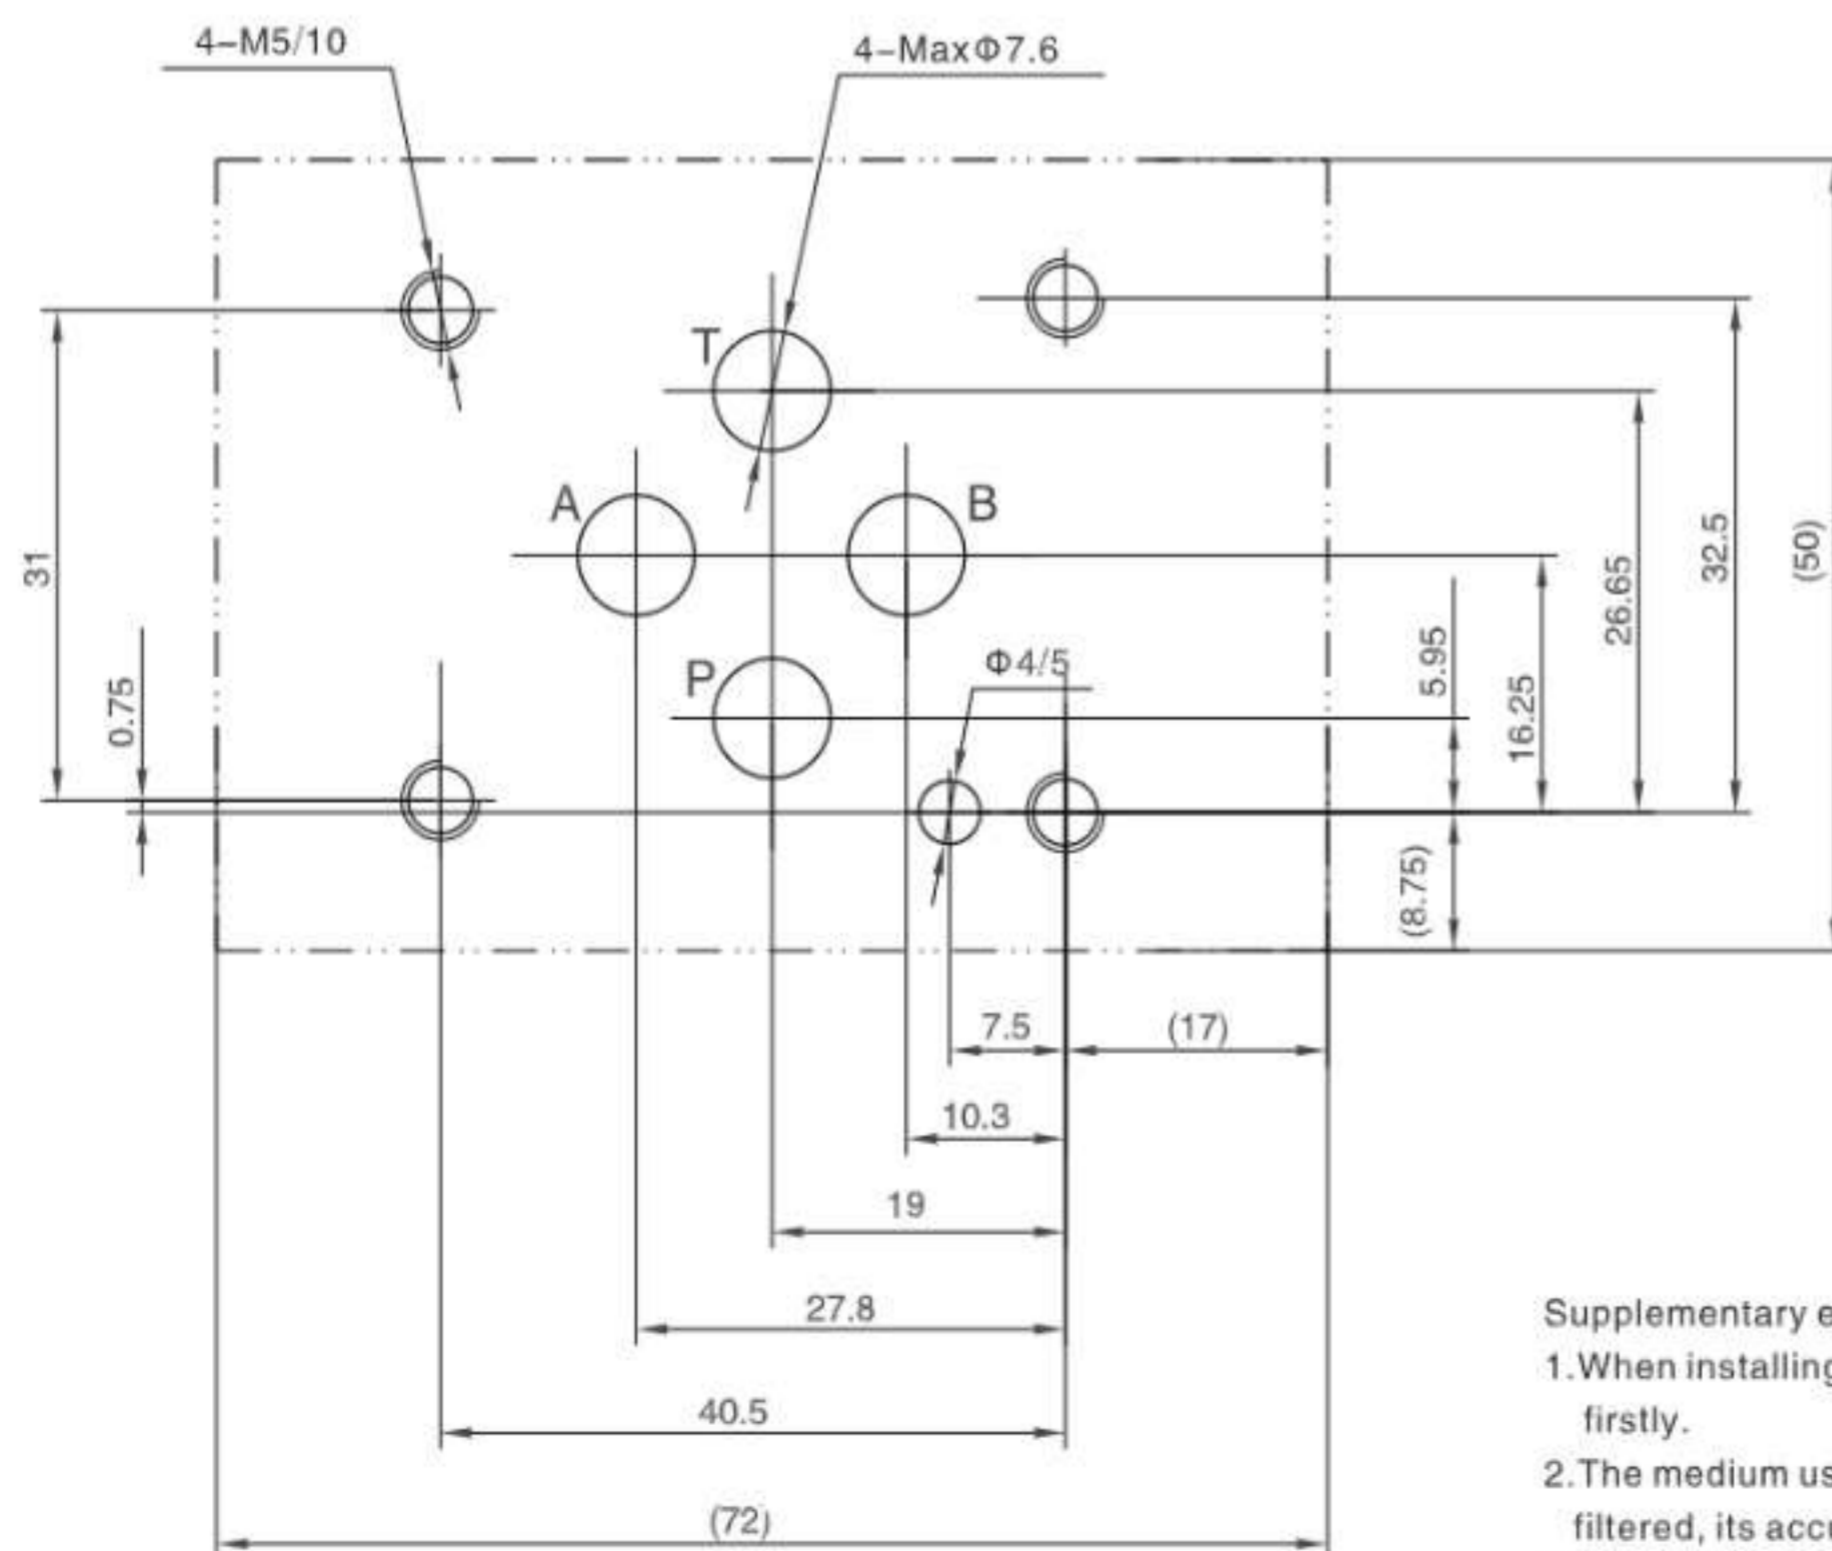 4-M5/10
4-MaxΦ7.6
T
A
B
P
Φ4/5
31
0.75
5.95
16.25
26.65
32.5
(50)
(8.75)
7.5
(17)
10.3
19
27.8
40.5
(72)
Supplementary e
1.When installing
firstly.
2.The medium us
filtered, its accu